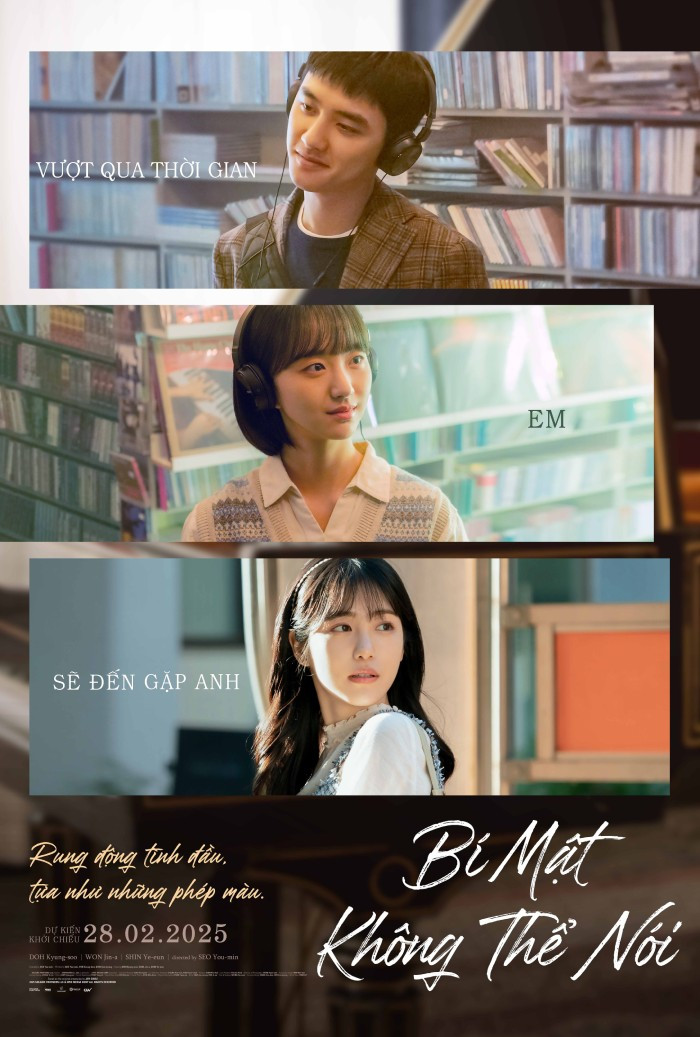 VƯỢT QUA THỜI GIAN
EM
SẼ ĐẾN GẶP ANH
Rung động tình đầu,
tựa như những phép màu.
Bí Mật
Không Thể Nói
DỰ KIẾN
KHỞI CHIẾU 28.02.2025
DOH Kyung-soo | WON Jin-a | SHIN Ye-eun | directed by SEO You-min